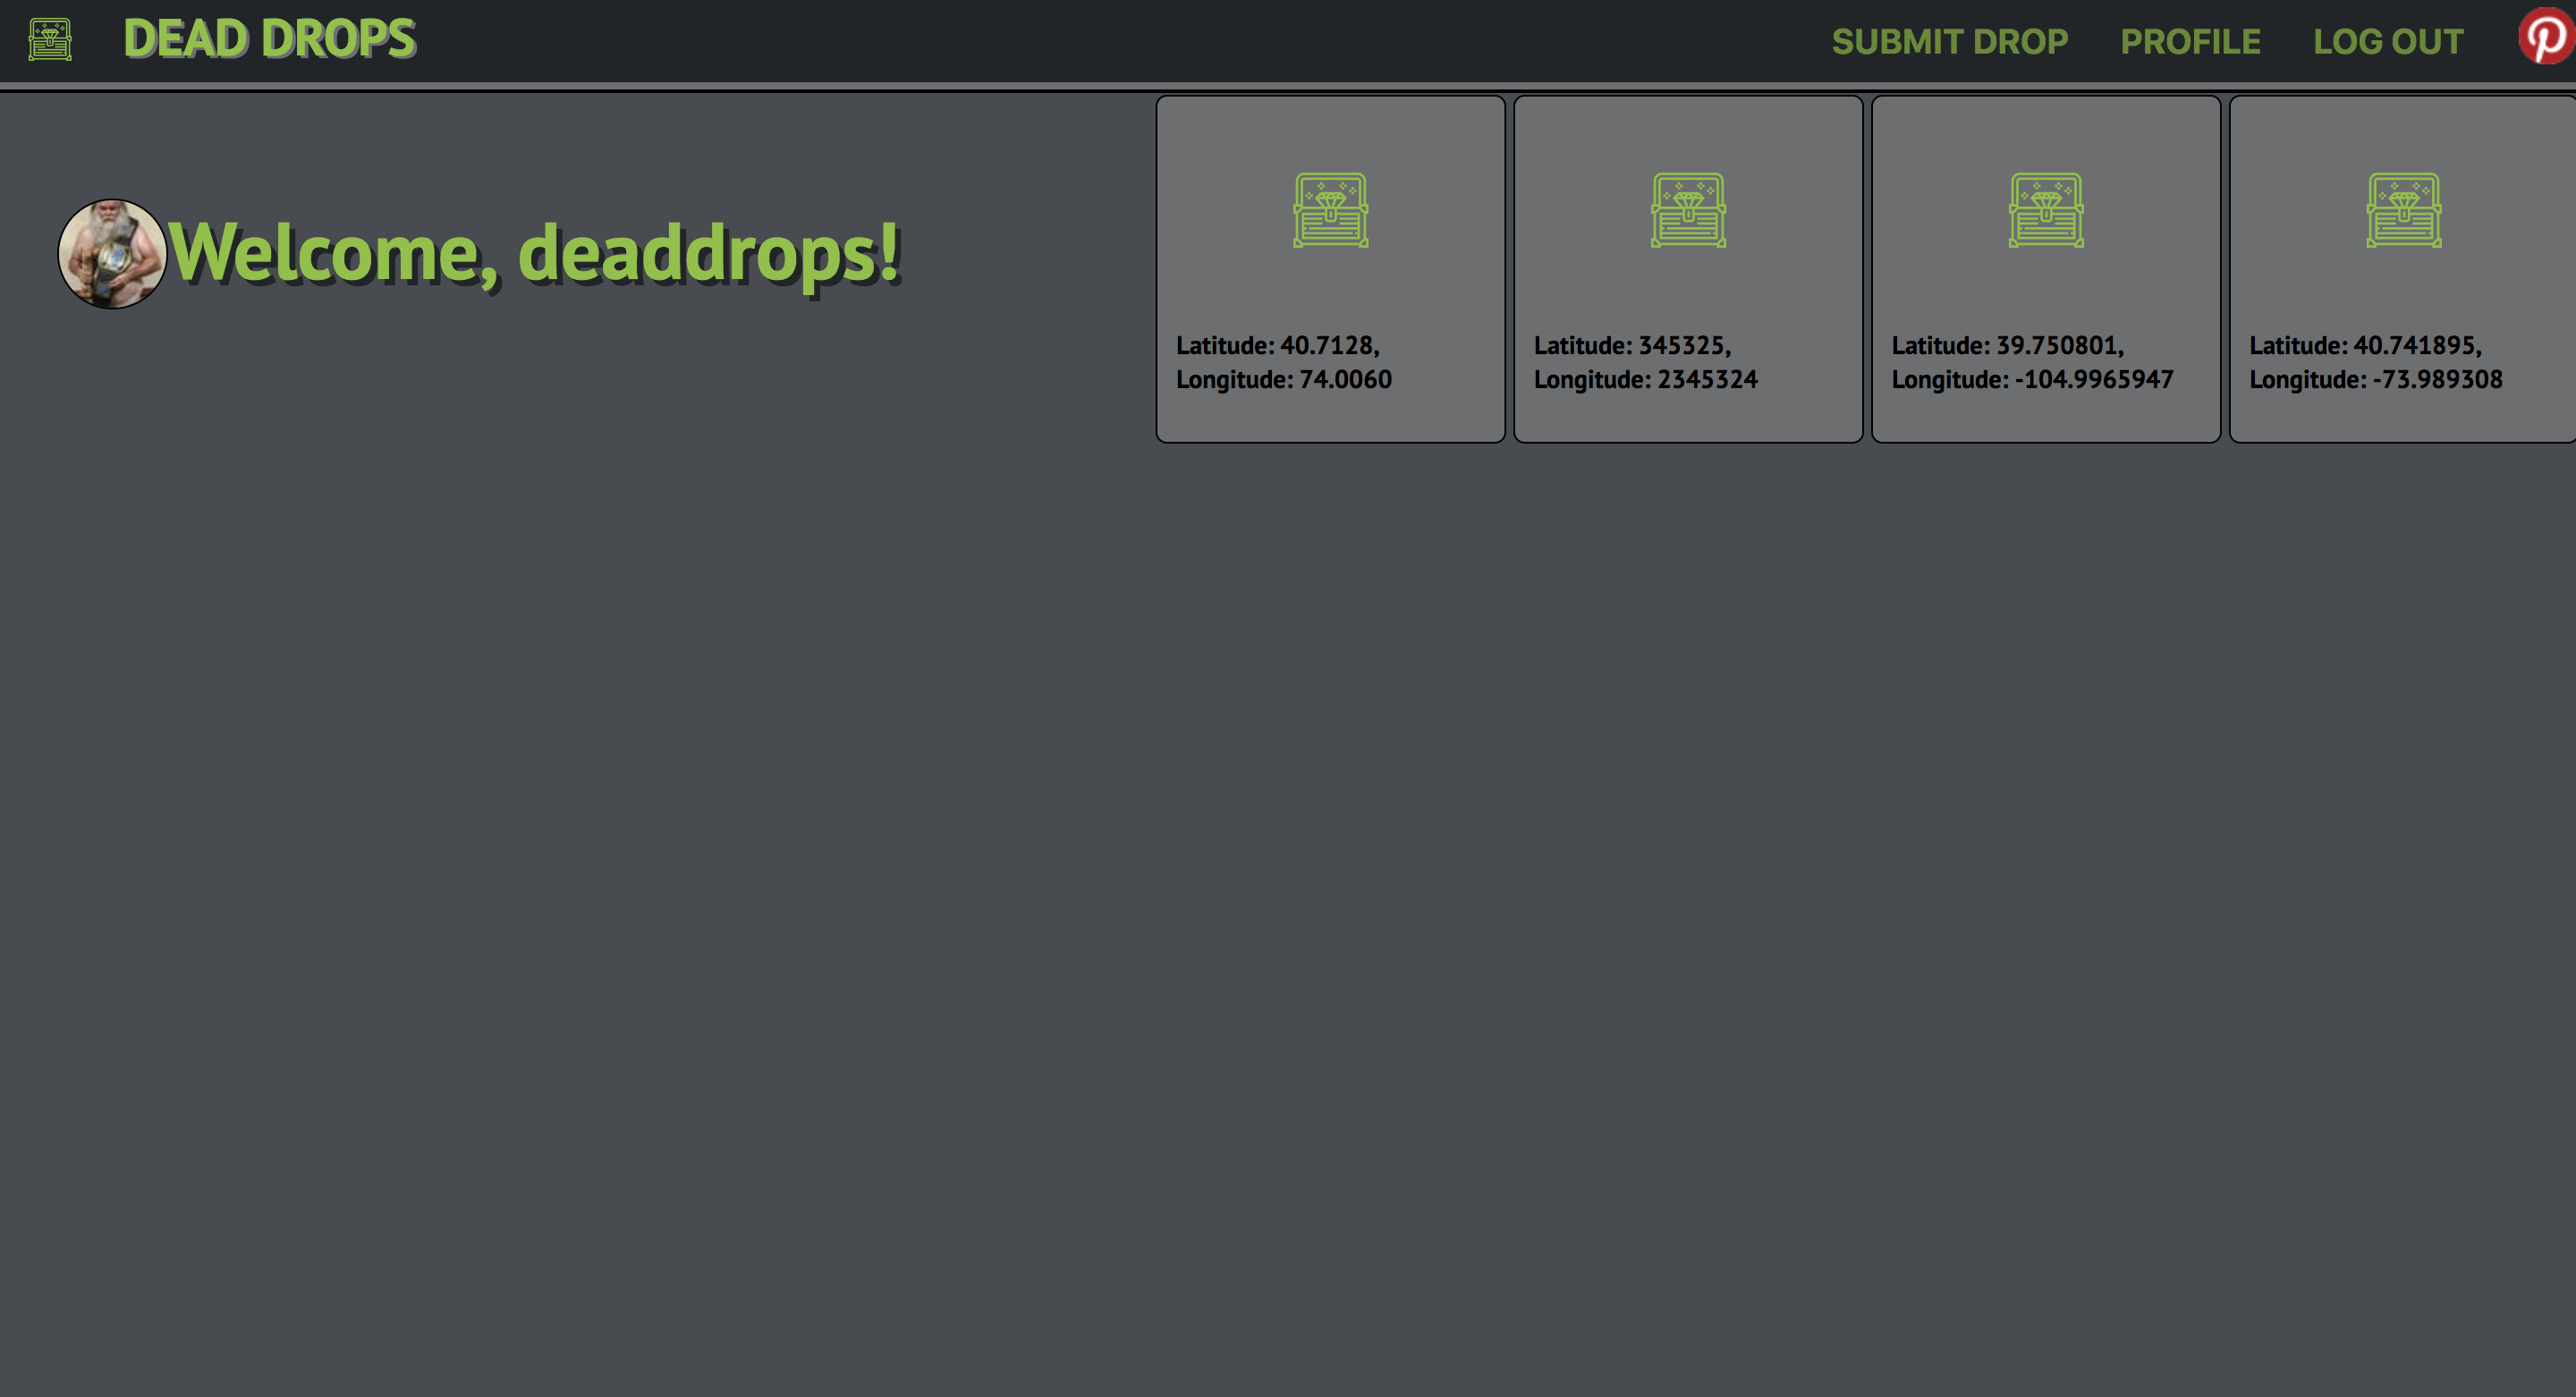 DEAD DROPS
SUBMIT DROP
PROFILE
LOG OUT
Welcome, deaddrops!
Latitude: 40.7128,
Longitude: 74.0060
Latitude: 345325,
Longitude: 2345324
Latitude: 39.750801,
Longitude: -104.9965947
Latitude: 40.741895,
Longitude: -73.989308